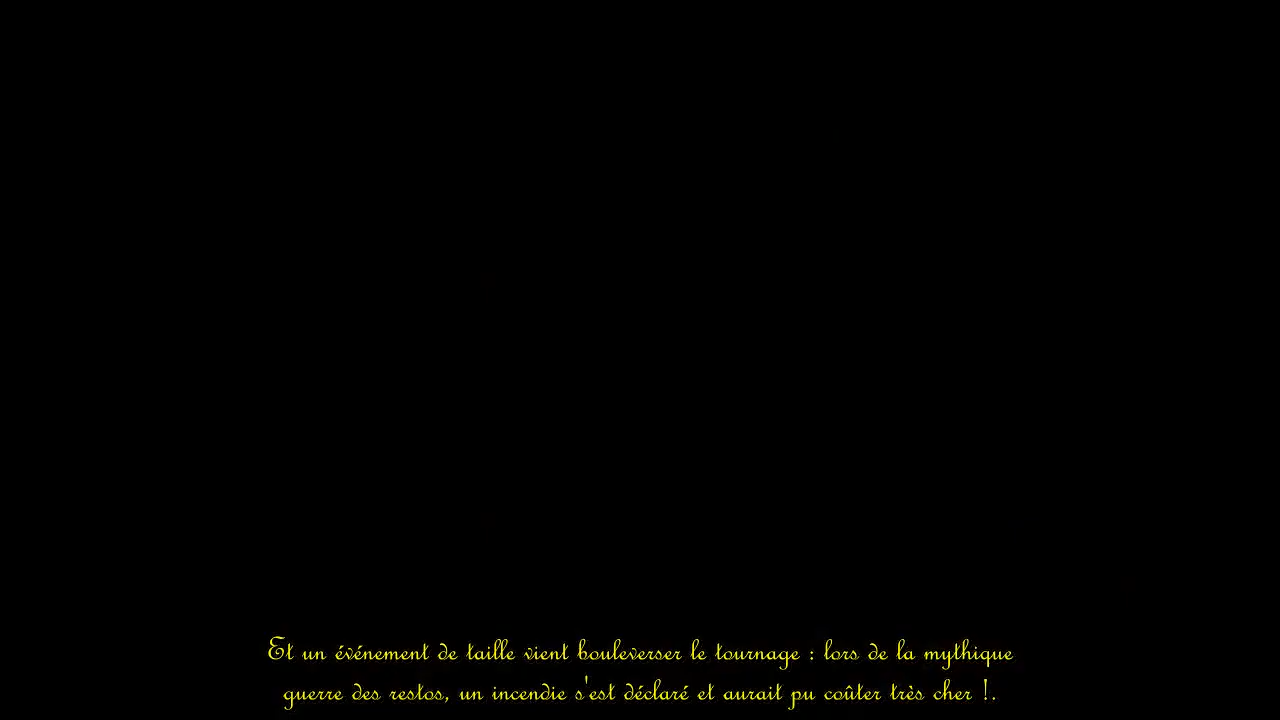 Et un événement de taille vient bouleverser le tournage : lors de la mythique
guerre des restos, un incendie s'est déclaré et aurait pu coûter très cher !.